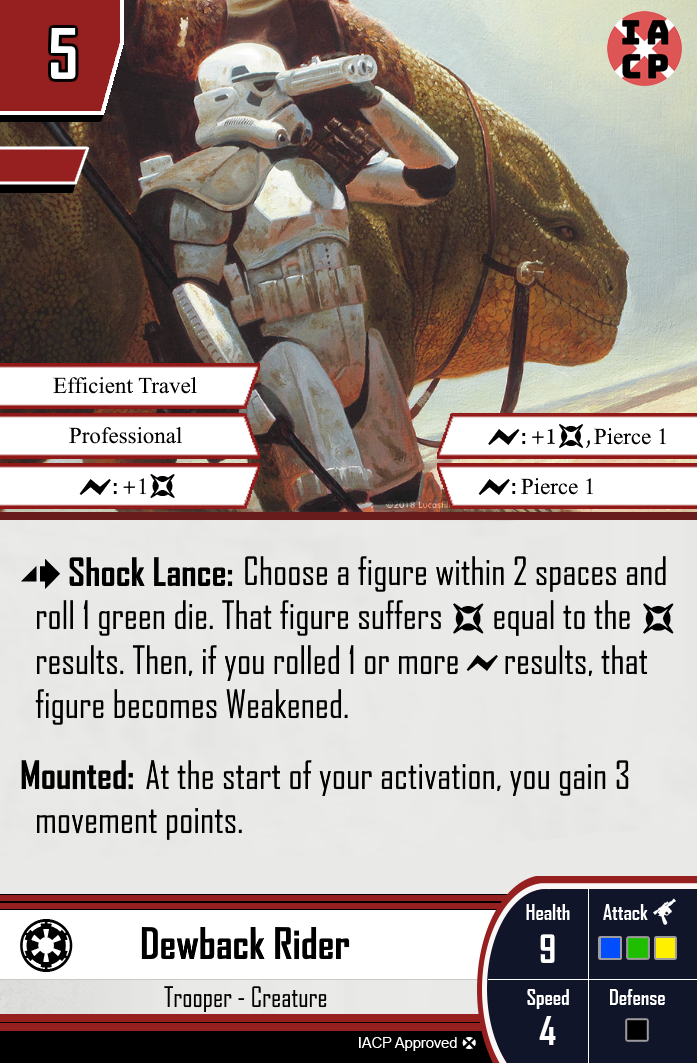 5
IA
CP
Efficient Travel
Professional
: +1
: +1 , Pierce 1
: Pierce 1
©2018 Lucasfil
Shock Lance: Choose a figure within 2 spaces and
roll 1 green die. That figure suffers equal to the
results. Then, if you rolled 1 or more results, that
figure becomes Weakened.
Mounted: At the start of your activation, you gain 3
movement points.
Dewback Rider
Trooper - Creature
Health
9
Attack
Speed
4
Defense
IACP Approved